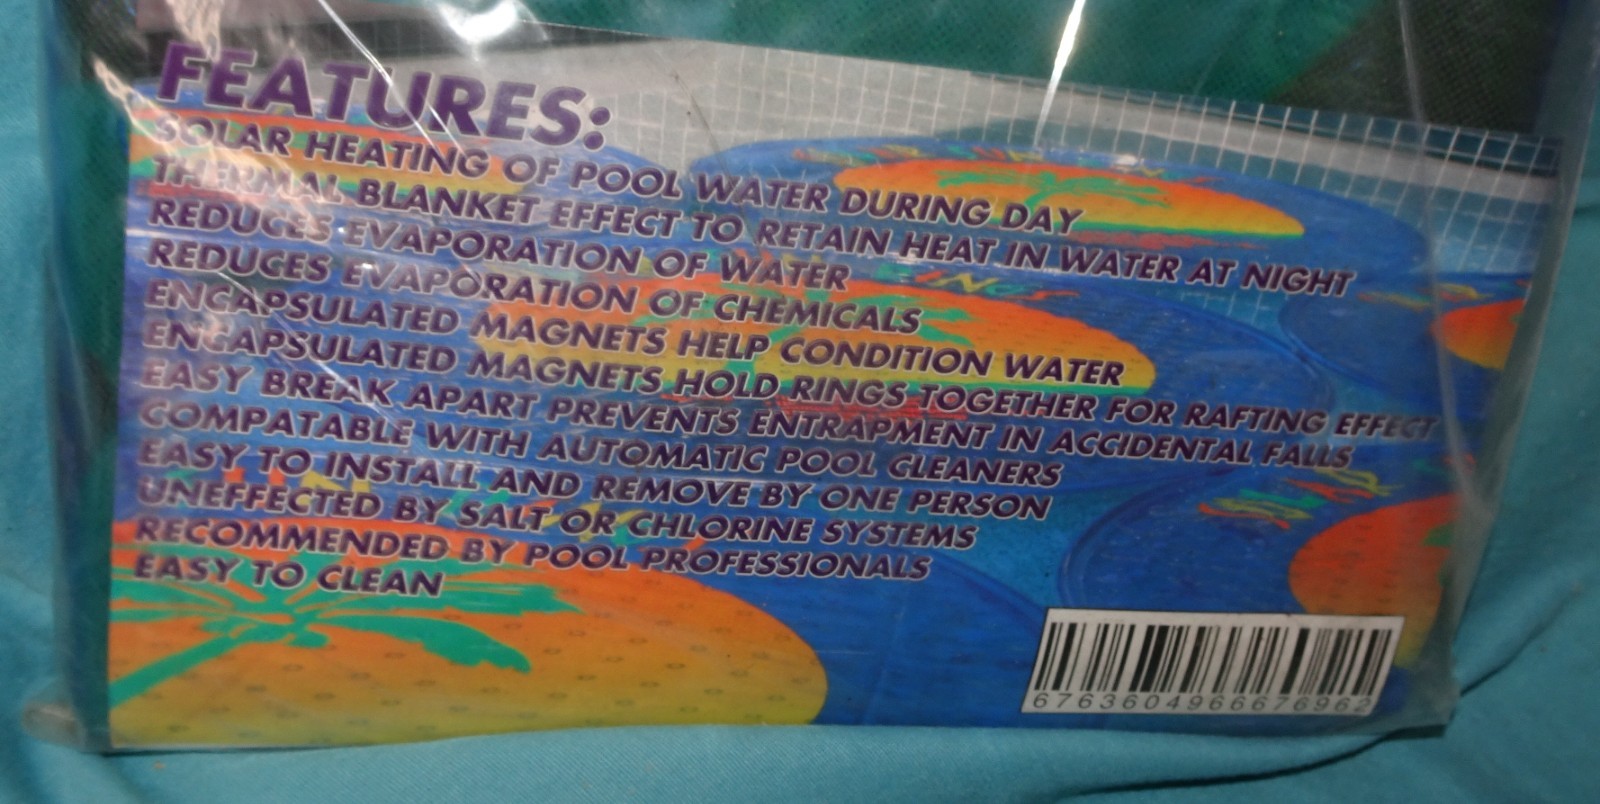 FEATURES:
SOLAR HEATING OF POOL WATER DURING DAY
THERMAL BLANKET EFFECT TO RETAIN HEAT IN WATER AT NIGHT
REDUCES EVAPORATION OF WATER
REDUCES EVAPORATION OF CHEMICALS
ENCAPSULATED MAGNETS HELP CONDITION WATER
ENCAPSULATED MAGNETS HOLD RINGS TOGETHER FOR RAFTING EFFECT
EASY BREAK APART PREVENTS ENTRAPMENT IN ACCIDENTAL FALLS
COMPATABLE WITH AUTOMATIC POOL CLEANERS
EASY TO INSTALL AND REMOVE BY ONE PERSON
UNEFFECTED BY SALT OR CHLORINE SYSTEMS
RECOMMENDED BY POOL PROFESSIONALS
EASY TO CLEAN
6763604966676962